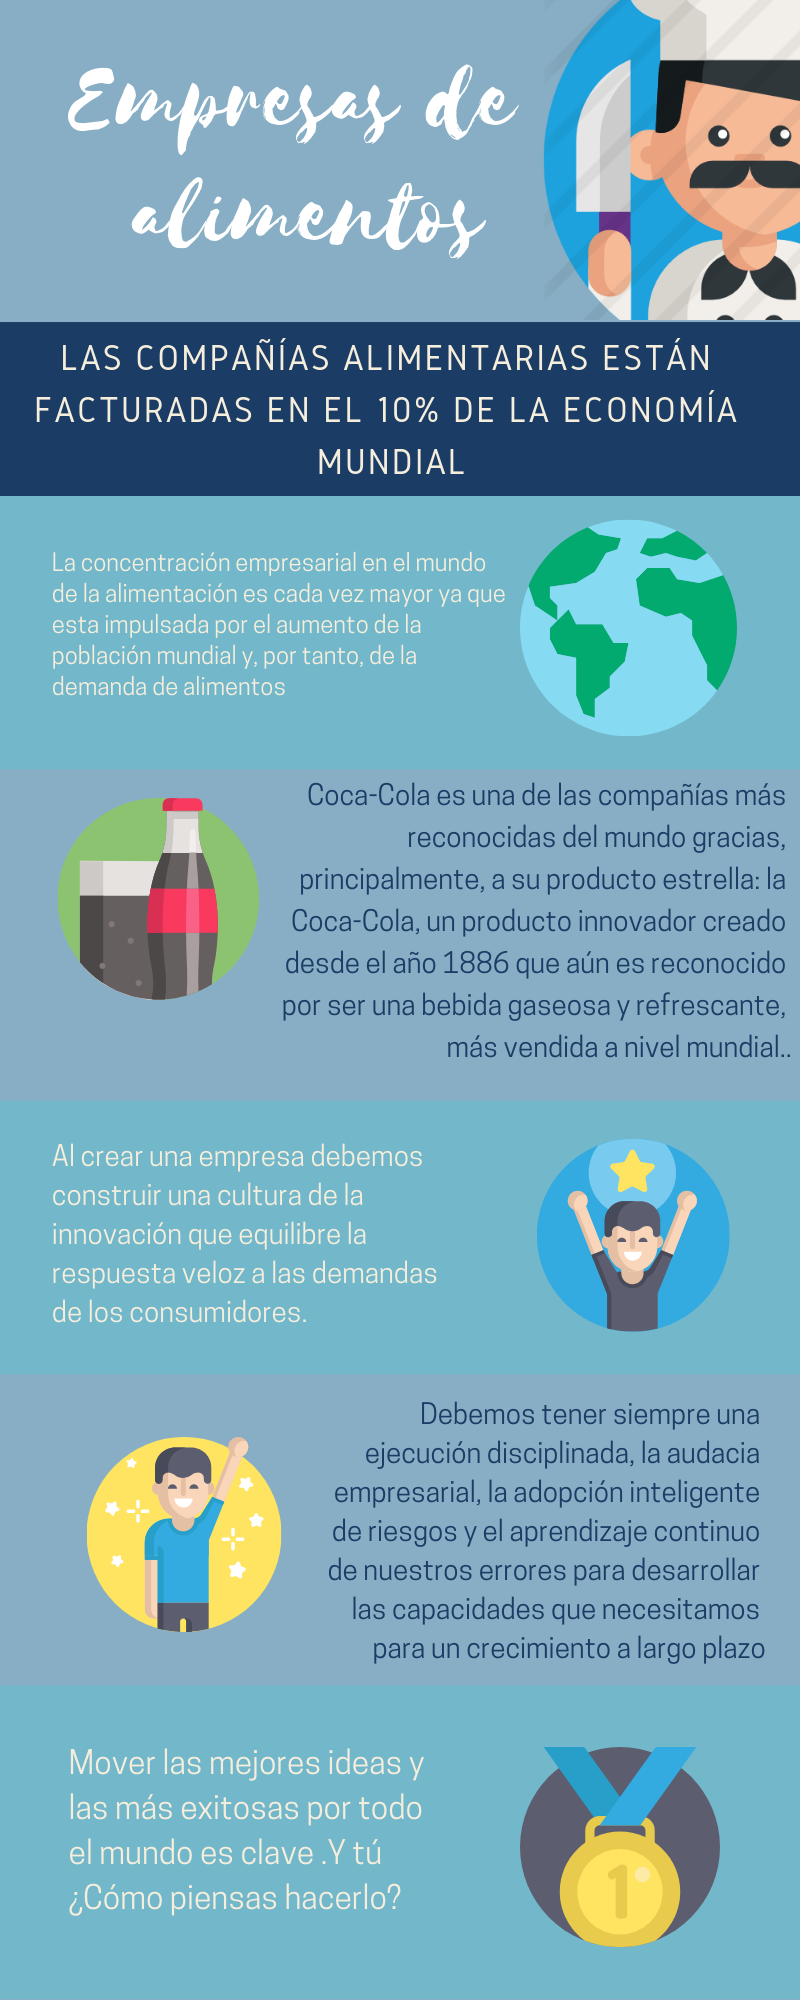 Empresas de
alimentos
LAS COMPAÑÍAS ALIMENTARIAS ESTÁN
FACTURADAS EN EL 10% DE LA ECONOMÍA
MUNDIAL
La concentración empresarial en el mundo
de la alimentación es cada vez mayor ya que
esta impulsada por el aumento de la
población mundial y, por tanto, de la
demanda de alimentos
Coca-Cola es una de las compañías más
reconocidas del mundo gracias,
principalmente, a su producto estrella: la
Coca-Cola, un producto innovador creado
desde el año 1886 que aún es reconocido
por ser una bebida gaseosa y refrescante,
más vendida a nivel mundial..
Al crear una empresa debemos
construir una cultura de la
innovación que equilibre la
respuesta veloz a las demandas
de los consumidores.
Debemos tener siempre una
ejecución disciplinada, la audacia
empresarial, la adopción inteligente
de riesgos y el aprendizaje continuo
de nuestros errores para desarrollar
las capacidades que necesitamos
para un crecimiento a largo plazo
Mover las mejores ideas y
las más exitosas por todo
el mundo es clave .Y tú
¿Cómo piensas hacerlo?
1